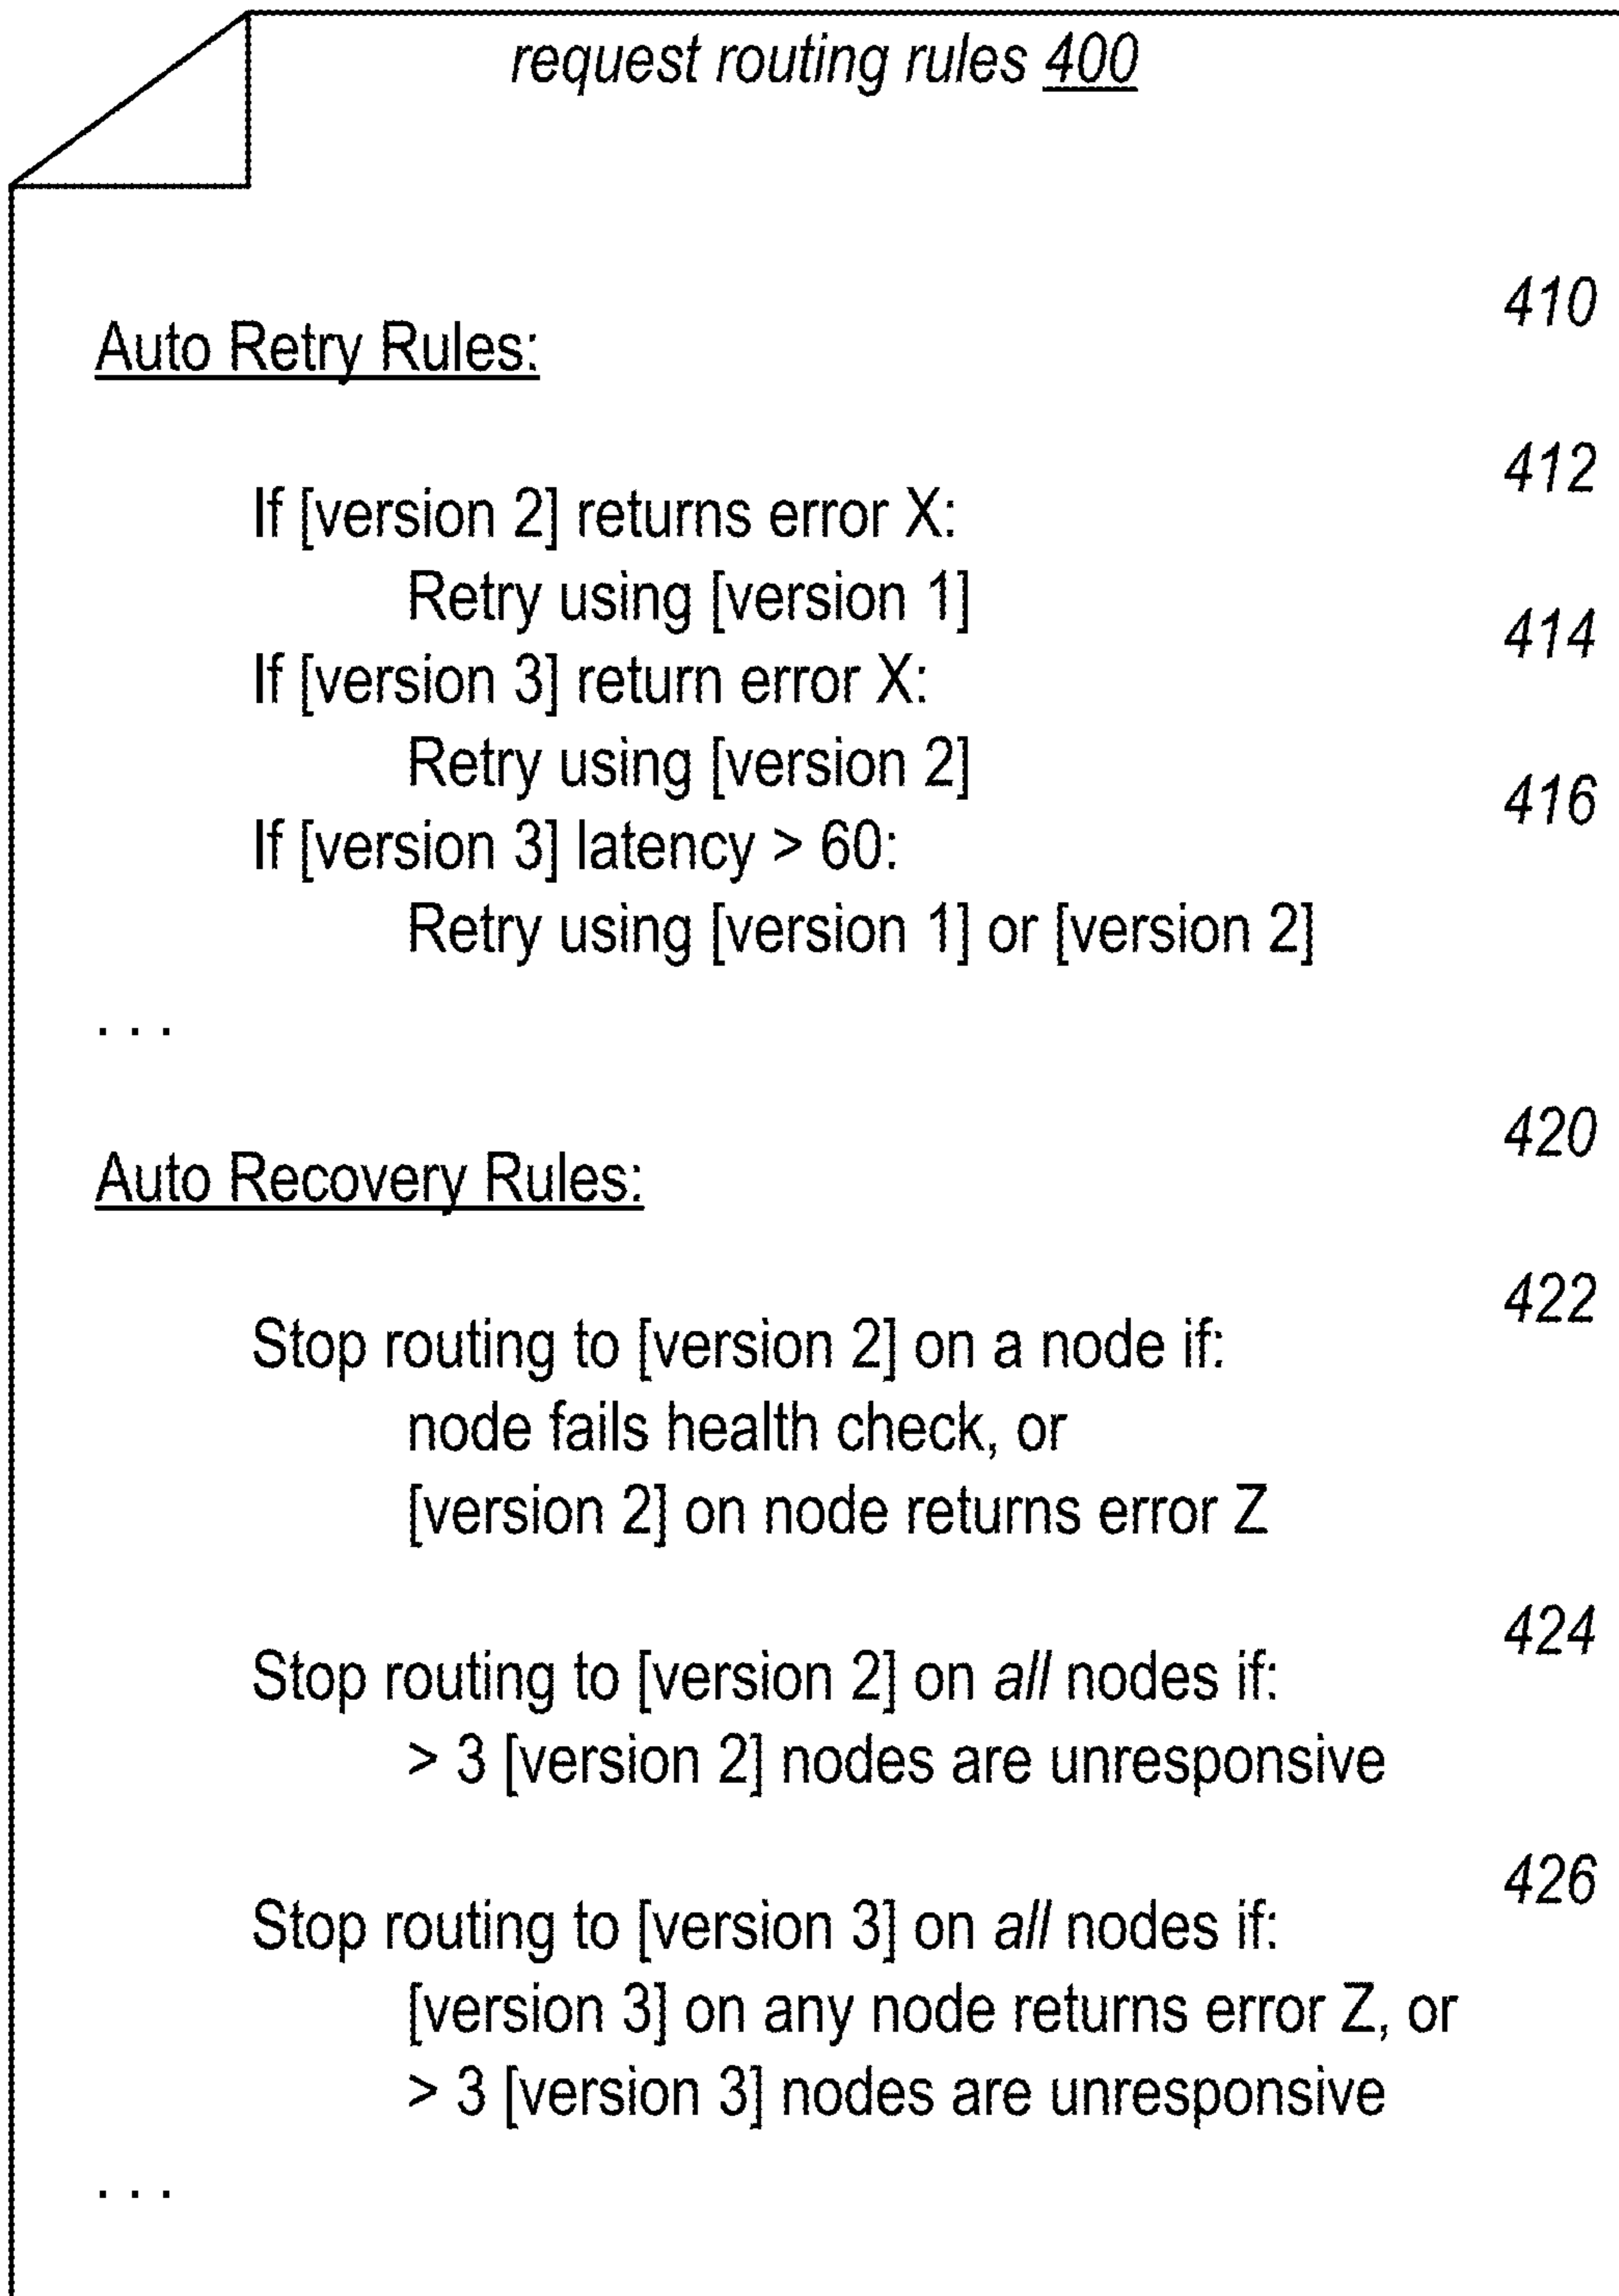 request routing rules 400
410
Auto Retry Rules:
412
If [version 2] returns error X:
Retry using [version 1]
414
If [version 3] return error X:
Retry using [version 2]
416
If [version 3] latency > 60:
Retry using [version 1] or [version 2]
. . .
420
Auto Recovery Rules:
422
Stop routing to [version 2] on a node if:
node fails health check, or
[version 2] on node returns error Z
424
Stop routing to [version 2] on all nodes if:
> 3 [version 2] nodes are unresponsive
426
Stop routing to [version 3] on all nodes if:
[version 3] on any node returns error Z, or
> 3 [version 3] nodes are unresponsive
. . .